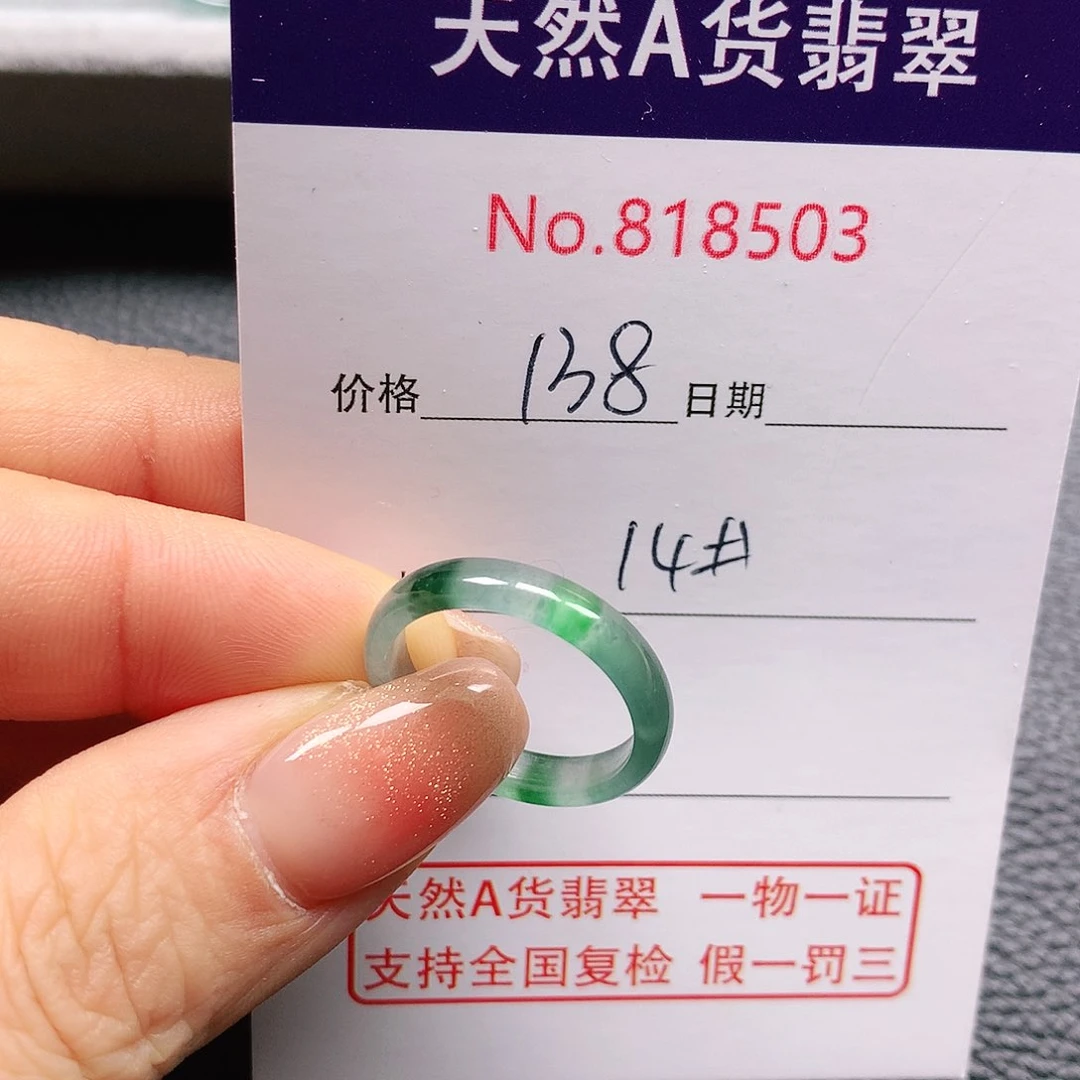 天然A货翡翠
No.818503
价格 138 日期
14#
天然A货翡翠 一物一证
支持全国复检 假一罚三